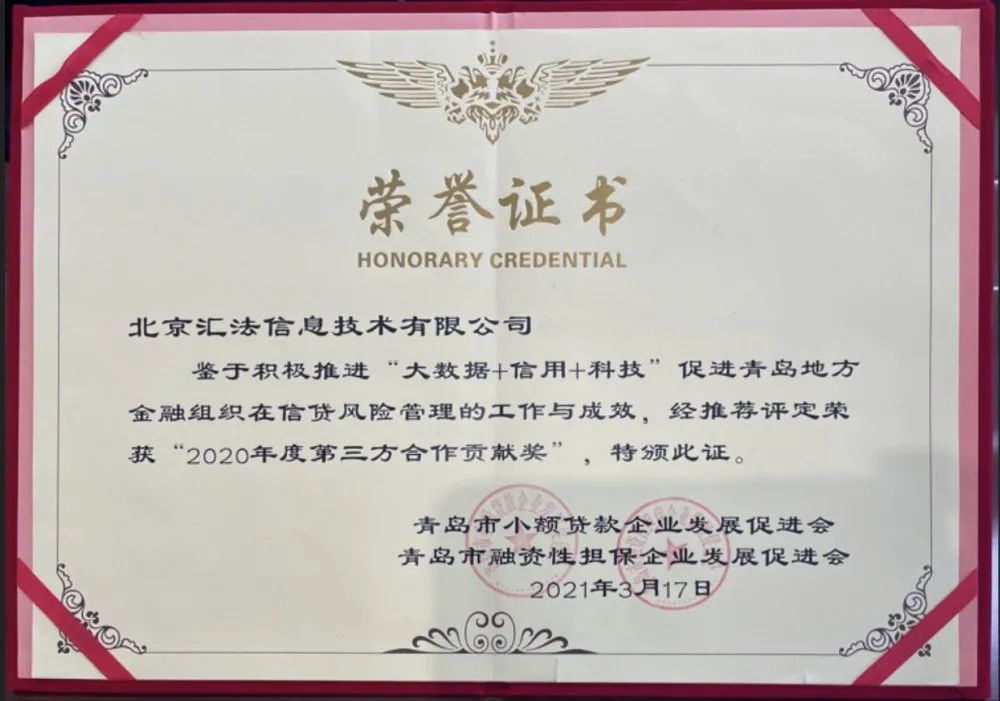 荣誉证书
HONORARY CREDENTIAL
北京汇法信息技术有限公司
鉴于积极推进“大数据+信用+科技”促进青岛地方
金融组织在信贷风险管理的工作与成效，经推荐评定荣
获“2020年度第三方合作贡献奖”，特颁此证。
青岛市小额贷款企业发展促进会
青岛市融资性担保企业发展促进会
2021年3月17日